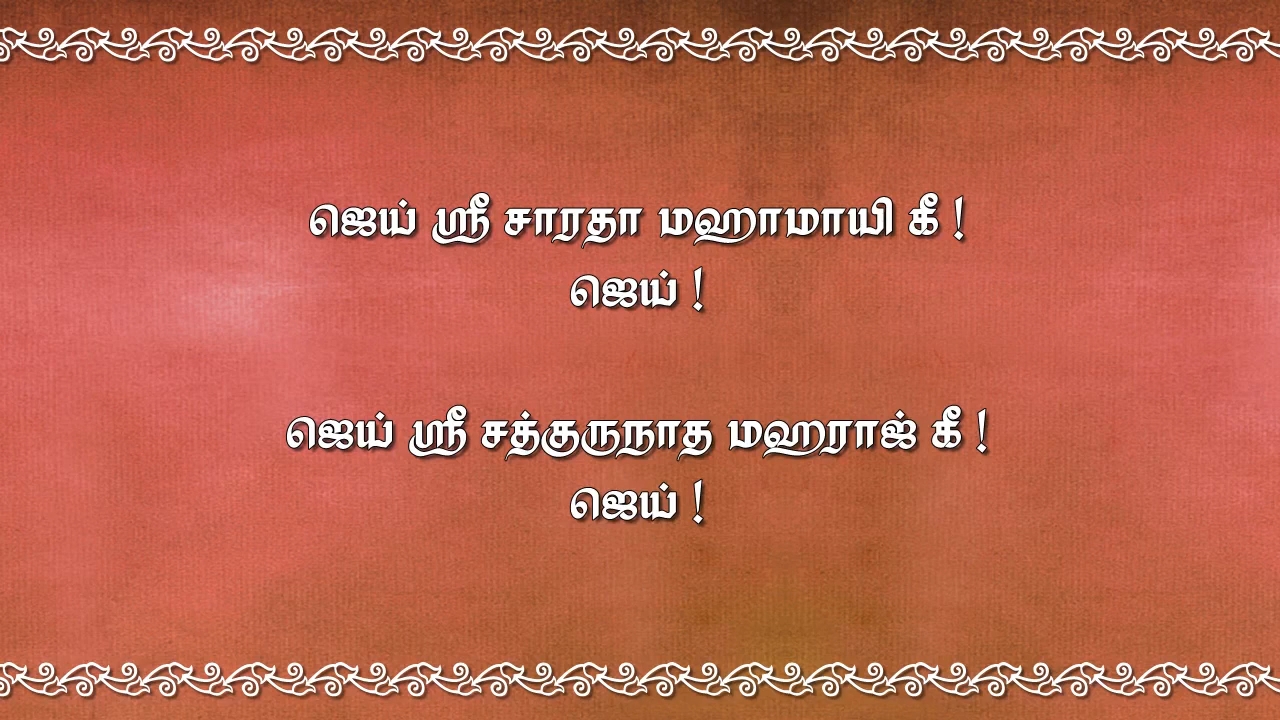 ஜெய் ஸ்ரீ சாரதா மஹாமாயி கீ !
ஜெய் !
ஜெய் ஸ்ரீ சத்குருநாத மஹராஜ் கீ !
ஜெய் !